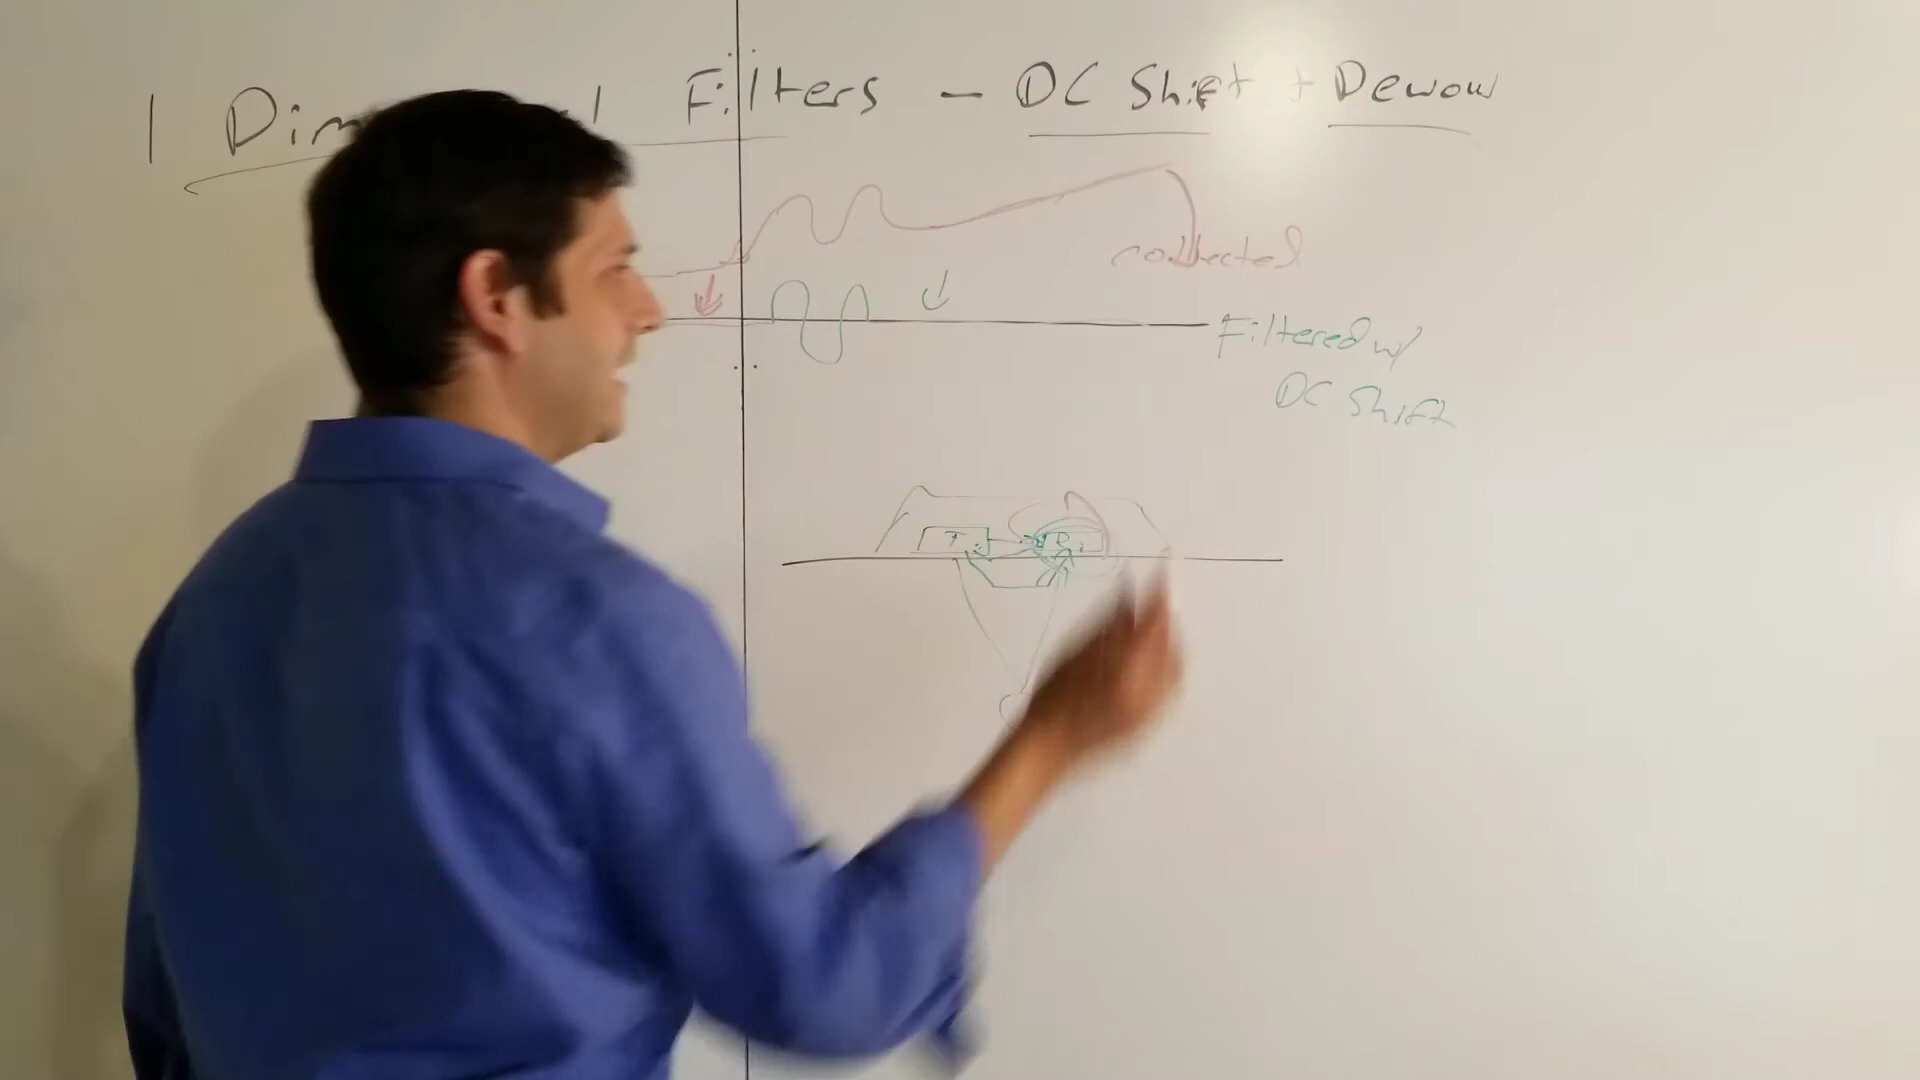 1 Dim l Filters - DC Shift + Dewow
collected
Filtered w/
DC Shift
T R